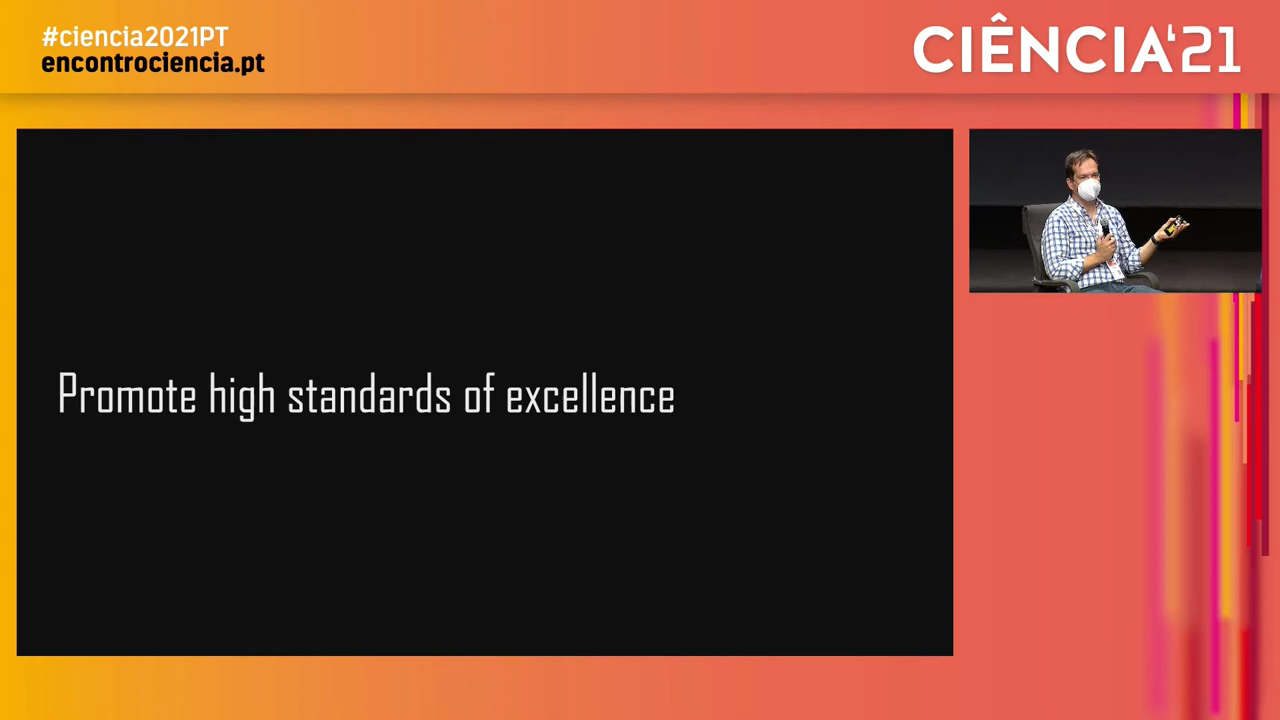 #ciencia2021PT
encontrociencia.pt
CIÊNCIA'21
Promote high standards of excellence